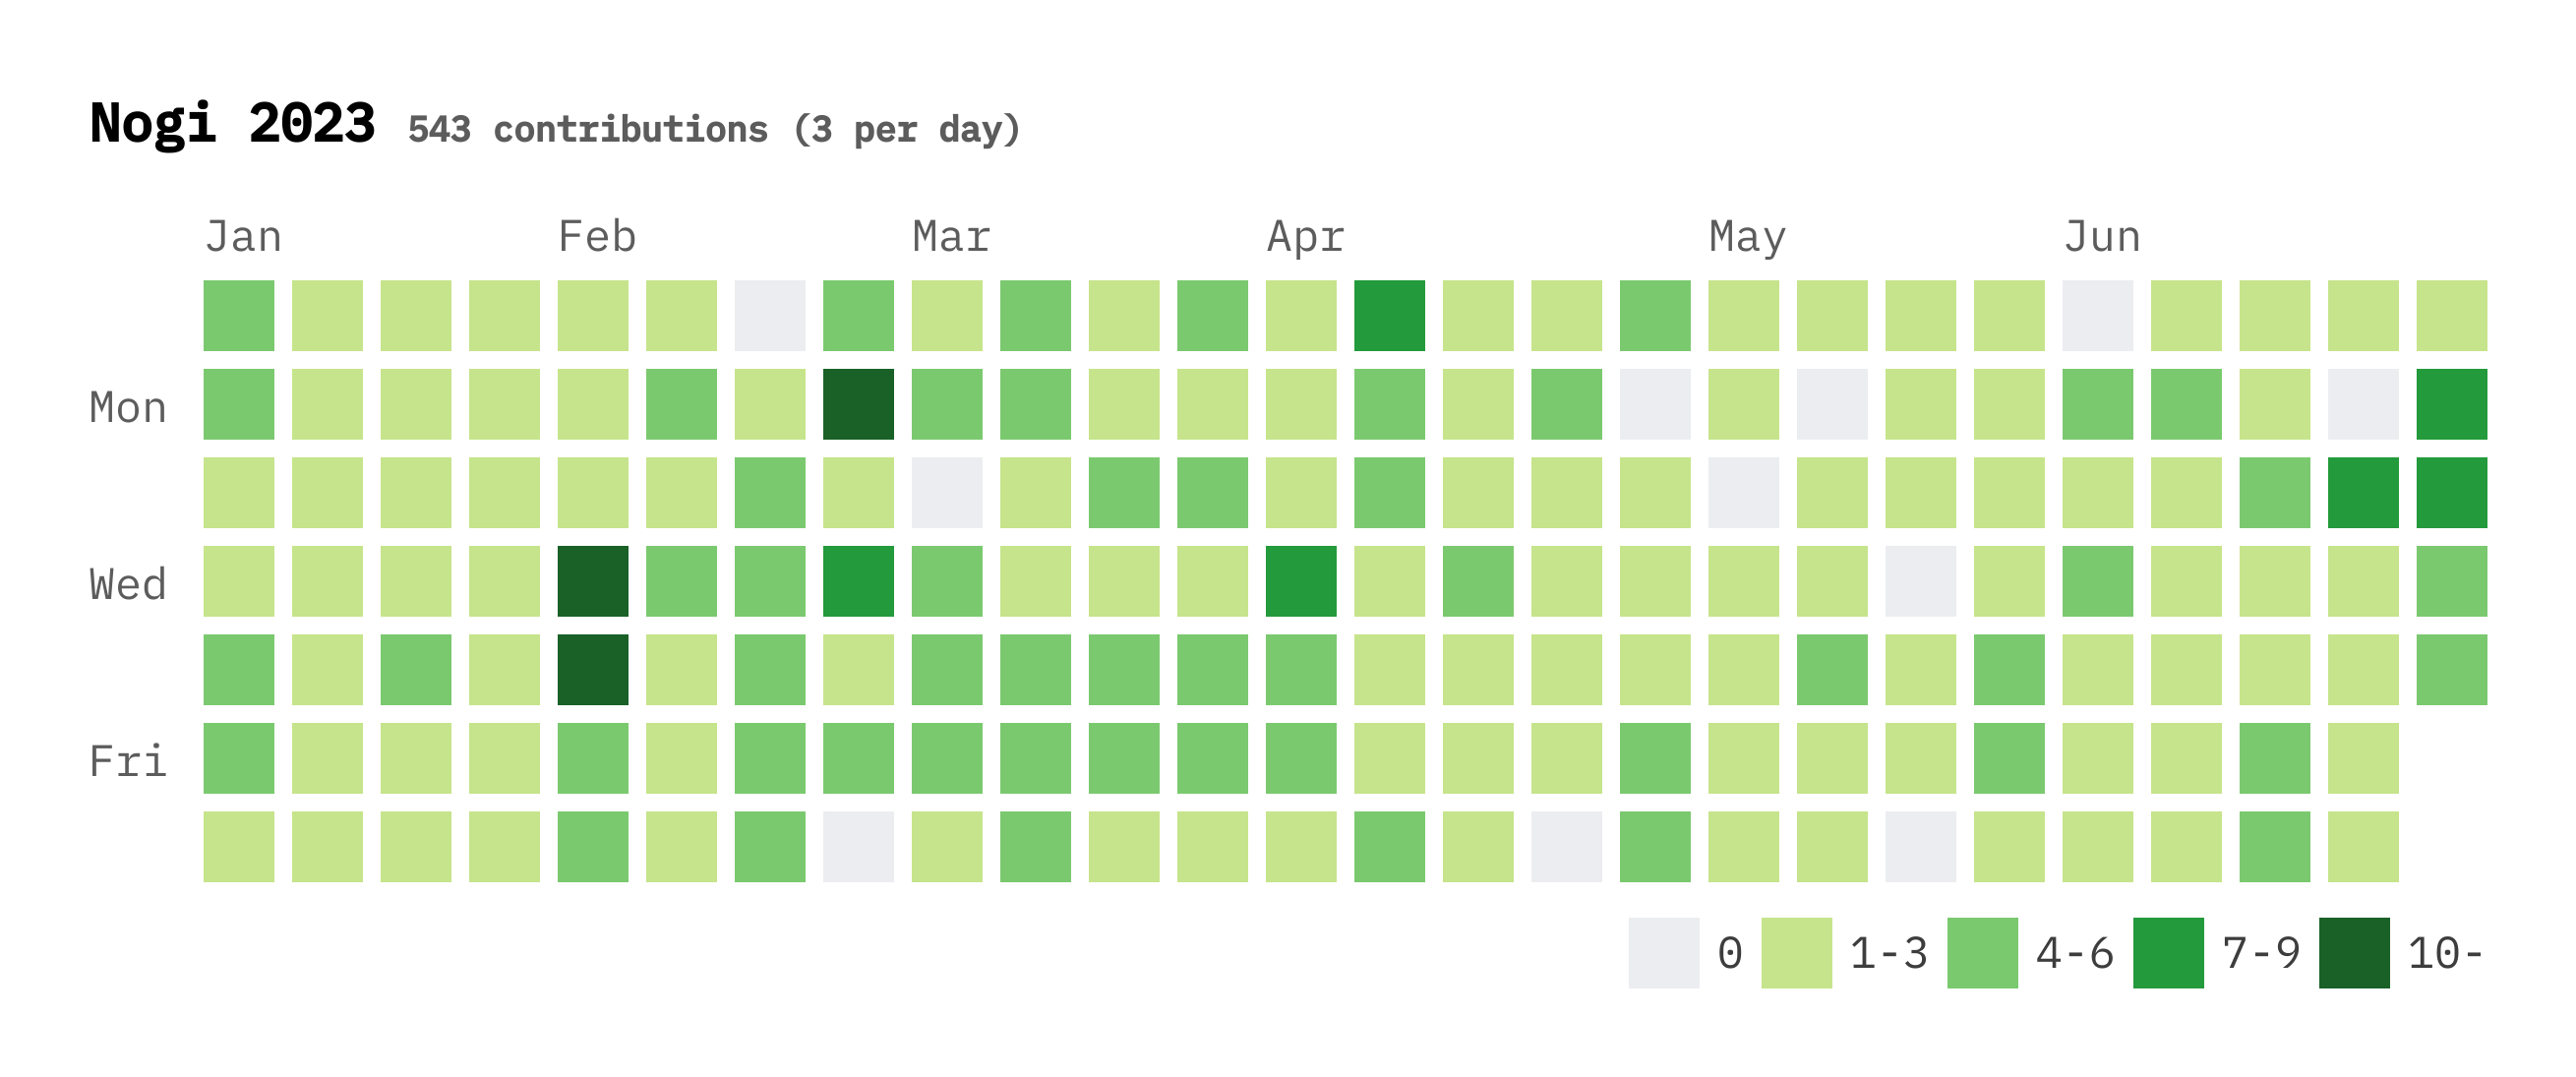 Nogi 2023 543 contributions (3 per day)
Jan Feb Mar Apr May Jun
Mon
Wed
Fri
0 1-3 4-6 7-9 10-